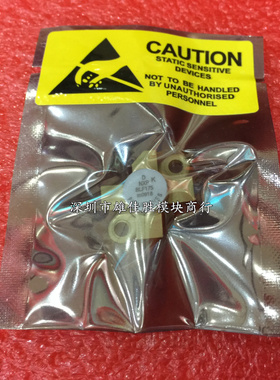 CAUTION
STATIC SENSITIVE
DEVICES
NOT TO BE HANDLED
BY UNAUTHORISED
PERSONNEL
深圳市雄佳胜模块商行